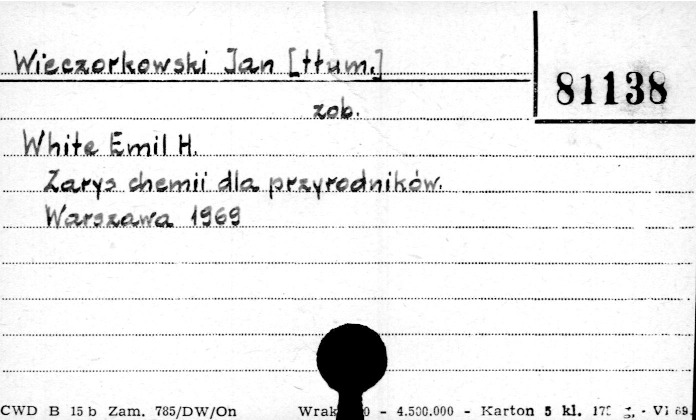 Wieczorkowski Jan [tłum.]
81138
zob.
White Emil H.
Zarys chemii dla przyrodników.
Warszawa 1969
CWD B 15 b Zam. 785/DW/On - 4.500.000 - Karton 5 kl.